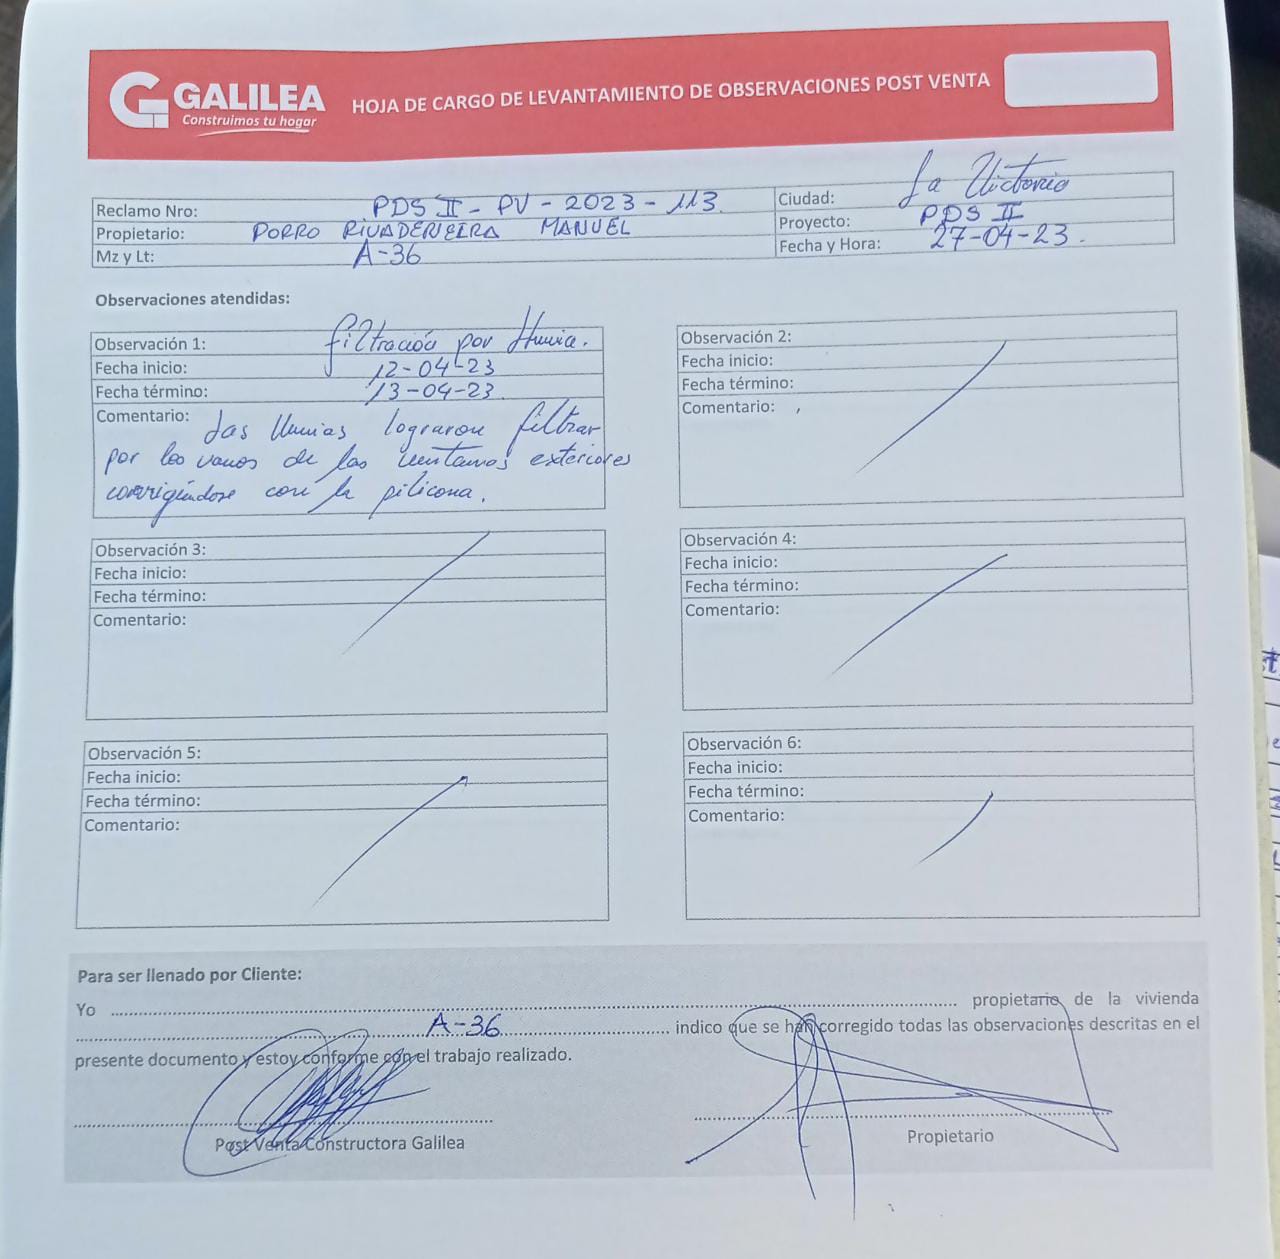 GALILEA
Construimos tu hogar
HOJA DE CARGO DE LEVANTAMIENTO DE OBSERVACIONES POST VENTA
Reclamo Nro: PDS II - PV - 2023 - 113
Ciudad: La Victoria
Propietario: PORRO RIVADENEIRA MANUEL
Proyecto: PDS II
Mz y Lt: A-36
Fecha y Hora: 27-04-23.
Observaciones atendidas:
Observación 1: filtración por lluvia.
Fecha inicio: 12-04-23
Fecha término: 13-04-23.
Comentario: Las lluvias lograron filtrar
por los vanos de las ventanas exteriores
corrigiéndose con la silicona.
Observación 2:
Fecha inicio:
Fecha término:
Comentario:
Observación 3:
Fecha inicio:
Fecha término:
Comentario:
Observación 4:
Fecha inicio:
Fecha término:
Comentario:
Observación 5:
Fecha inicio:
Fecha término:
Comentario:
Observación 6:
Fecha inicio:
Fecha término:
Comentario:
Para ser llenado por Cliente:
Yo ........ propietario de la vivienda
........ A-36 ........ indico que se han corregido todas las observaciones descritas en el
presente documento y estoy conforme con el trabajo realizado.
Post Venta Constructora Galilea
Propietario